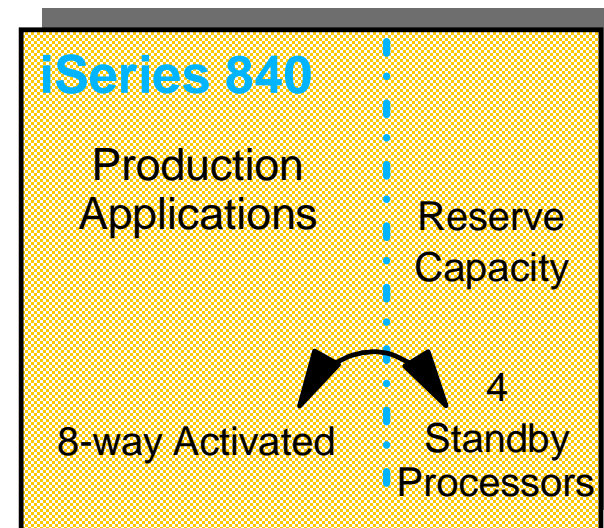 iSeries 840
Production
Applications
Reserve
Capacity
8-way Activated
4
Standby
Processors